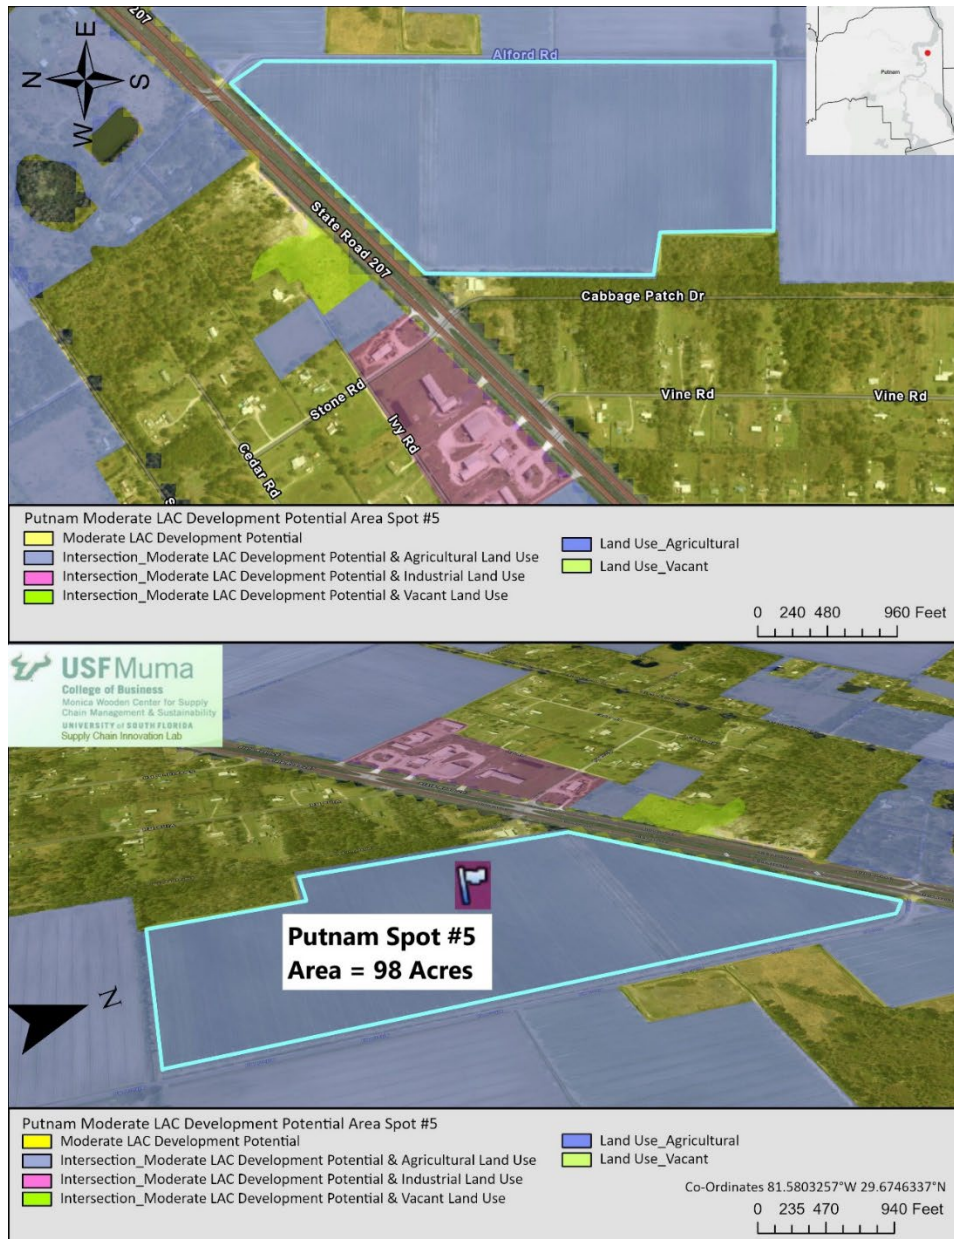 207
E
N
S
W
Alford Rd
Putnam
State Road 207
Cabbage Patch Dr
Vine Rd
Vine Rd
Stone Rd
Ivy Rd
Cedar Rd
Putnam Moderate LAC Development Potential Area Spot #5
Moderate LAC Development Potential
Intersection_Moderate LAC Development Potential & Agricultural Land Use
Intersection_Moderate LAC Development Potential & Industrial Land Use
Intersection_Moderate LAC Development Potential & Vacant Land Use
Land Use_Agricultural
Land Use_Vacant
0 240 480 960 Feet
USF Muma
College of Business
Monica Wooden Center for Supply
Chain Management & Sustainability
UNIVERSITY of SOUTH FLORIDA
Supply Chain Innovation Lab
Putnam Spot #5
Area = 98 Acres
N
Putnam Moderate LAC Development Potential Area Spot #5
Moderate LAC Development Potential
Intersection_Moderate LAC Development Potential & Agricultural Land Use
Intersection_Moderate LAC Development Potential & Industrial Land Use
Intersection_Moderate LAC Development Potential & Vacant Land Use
Land Use_Agricultural
Land Use_Vacant
Co-Ordinates 81.5803257°W 29.6746337°N
0 235 470 940 Feet